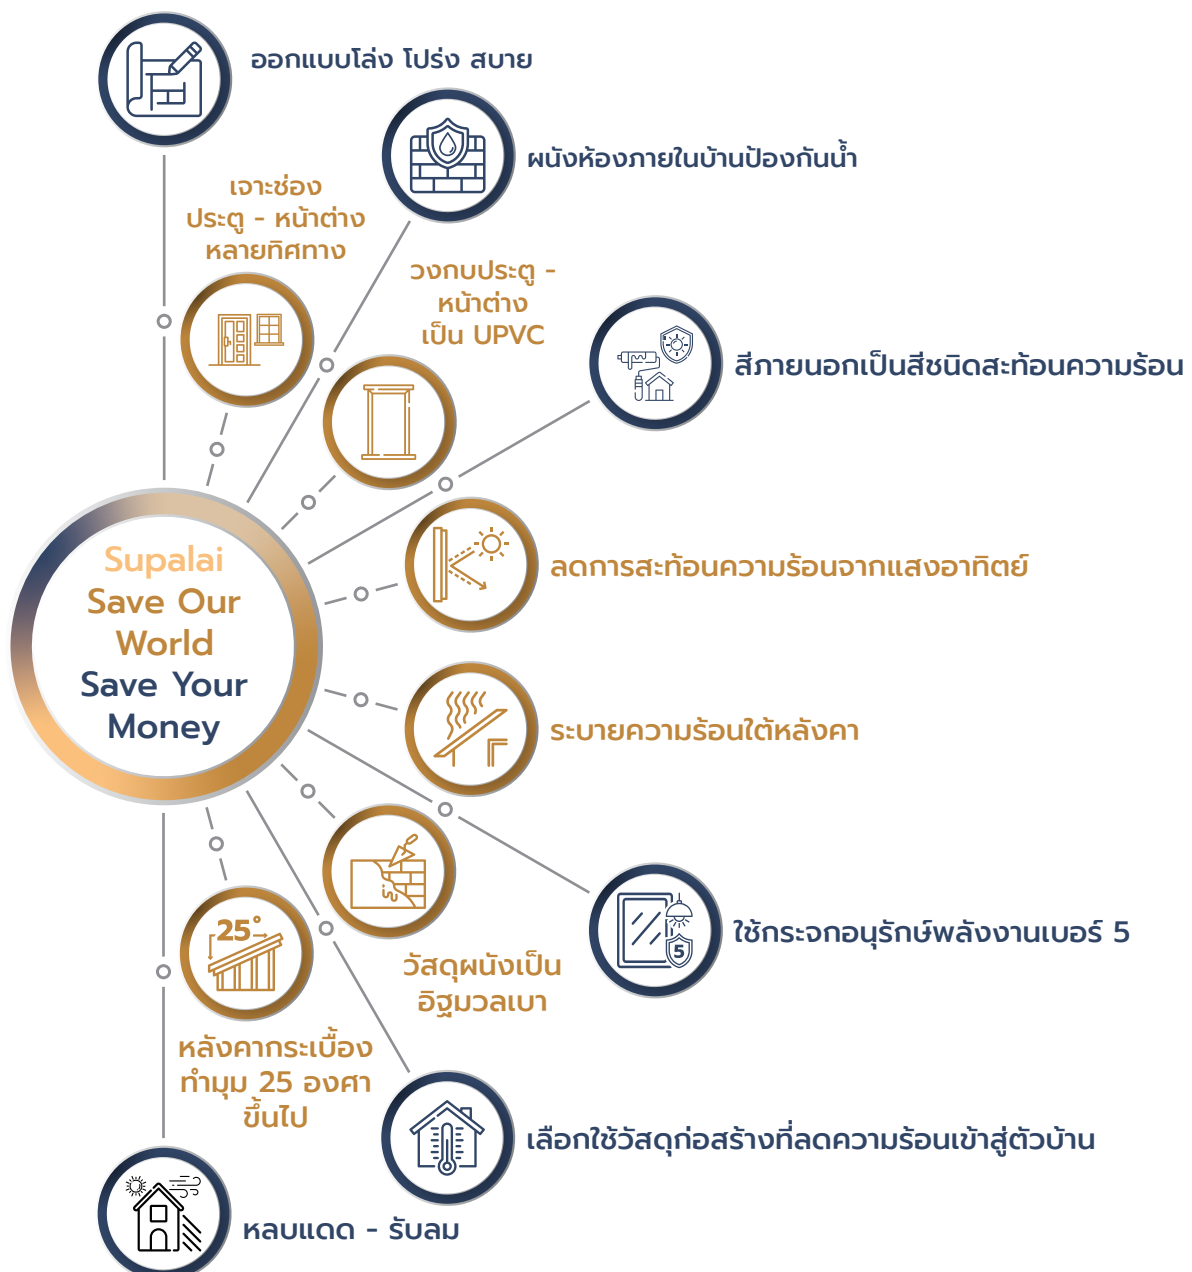 ออกแบบโล่ง โปร่ง สบาย
ผนังห้องภายในบ้านป้องกันน้ำ
เจาะช่อง
ประตู - หน้าต่าง
หลายทิศทาง
วงกบประตู -
หน้าต่าง
เป็น UPVC
สีภายนอกเป็นสีชนิดสะท้อนความร้อน
Supalai
Save Our
World
Save Your
Money
ลดการสะท้อนความร้อนจากแสงอาทิตย์
ระบายความร้อนใต้หลังคา
5
ใช้กระจกอนุรักษ์พลังงานเบอร์ 5
วัสดุผนังเป็น
อิฐมวลเบา
25°
หลังคากระเบื้อง
ทำมุม 25 องศา
ขึ้นไป
เลือกใช้วัสดุก่อสร้างที่ลดความร้อนเข้าสู่ตัวบ้าน
หลบแดด - รับลม